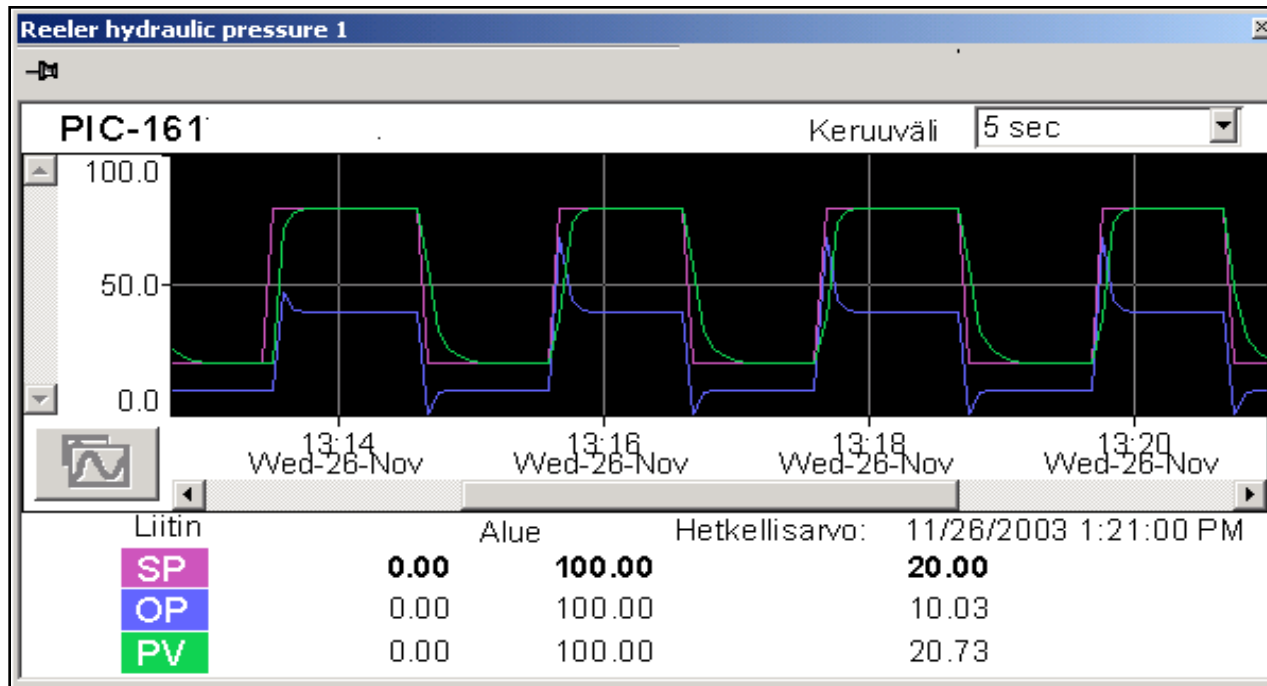 Reeler hydraulic pressure 1
PIC-161
Keruuväli 5 sec
100.0
50.0
0.0
13:14 13:16 13:18 13:20
Wed-26-Nov Wed-26-Nov Wed-26-Nov Wed-26-Nov
Liitin Alue Hetkellisarvo: 11/26/2003 1:21:00 PM
SP 0.00 100.00 20.00
OP 0.00 100.00 10.03
PV 0.00 100.00 20.73